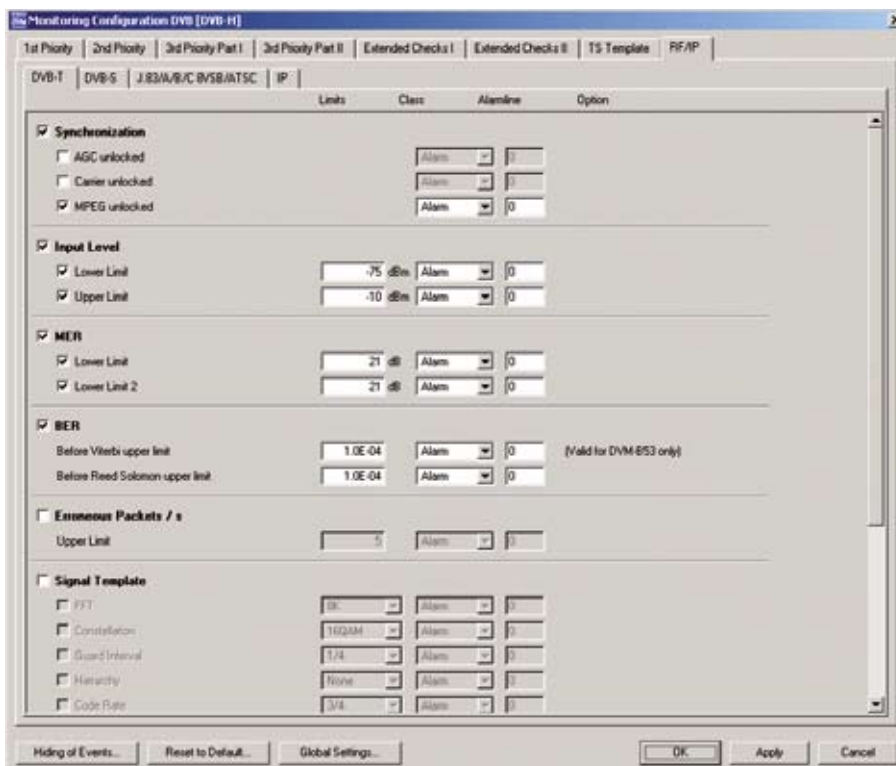 Monitoring Configuration DVB [DVB-H]
1st Priority 2nd Priority 3rd Priority Part I 3rd Priority Part II Extended Checks I Extended Checks II TS Template RF/IP
DVB-T DVB-S J.83/A/B/C 8VSB/ATSC IP
Limits Class Alarmline Option
Synchronization
AGC unlocked Alarm 0
Carrier unlocked Alarm 0
MPEG unlocked Alarm 0
Input Level
Lower Limit -75 dBm Alarm 0
Upper Limit -10 dBm Alarm 0
MER
Lower Limit 21 dB Alarm 0
Lower Limit 2 21 dB Alarm 0
BER
Before Viterbi upper limit 1.0E-04 Alarm 0 (Valid for DVM-B53 only)
Before Reed Solomon upper limit 1.0E-04 Alarm 0
Erroneous Packets / s
Upper Limit 5 Alarm 0
Signal Template
FFT 8K Alarm 0
Constellation 16QAM Alarm 0
Guard Interval 1/4 Alarm 0
Hierarchy None Alarm 0
Code Rate 3/4 Alarm 0
Hiding of Events... Reset to Default... Global Settings... OK Apply Cancel